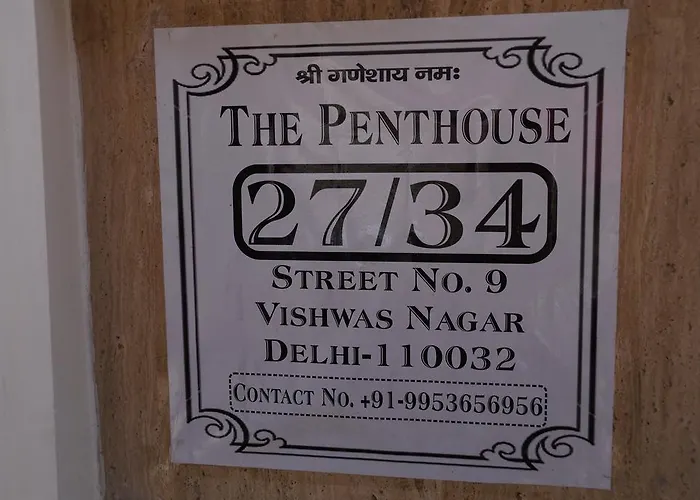 श्री गणेशाय नमः
THE PENTHOUSE
27/34
STREET NO. 9
VISHWAS NAGAR
DELHI-110032
CONTACT NO. +91-9953656956